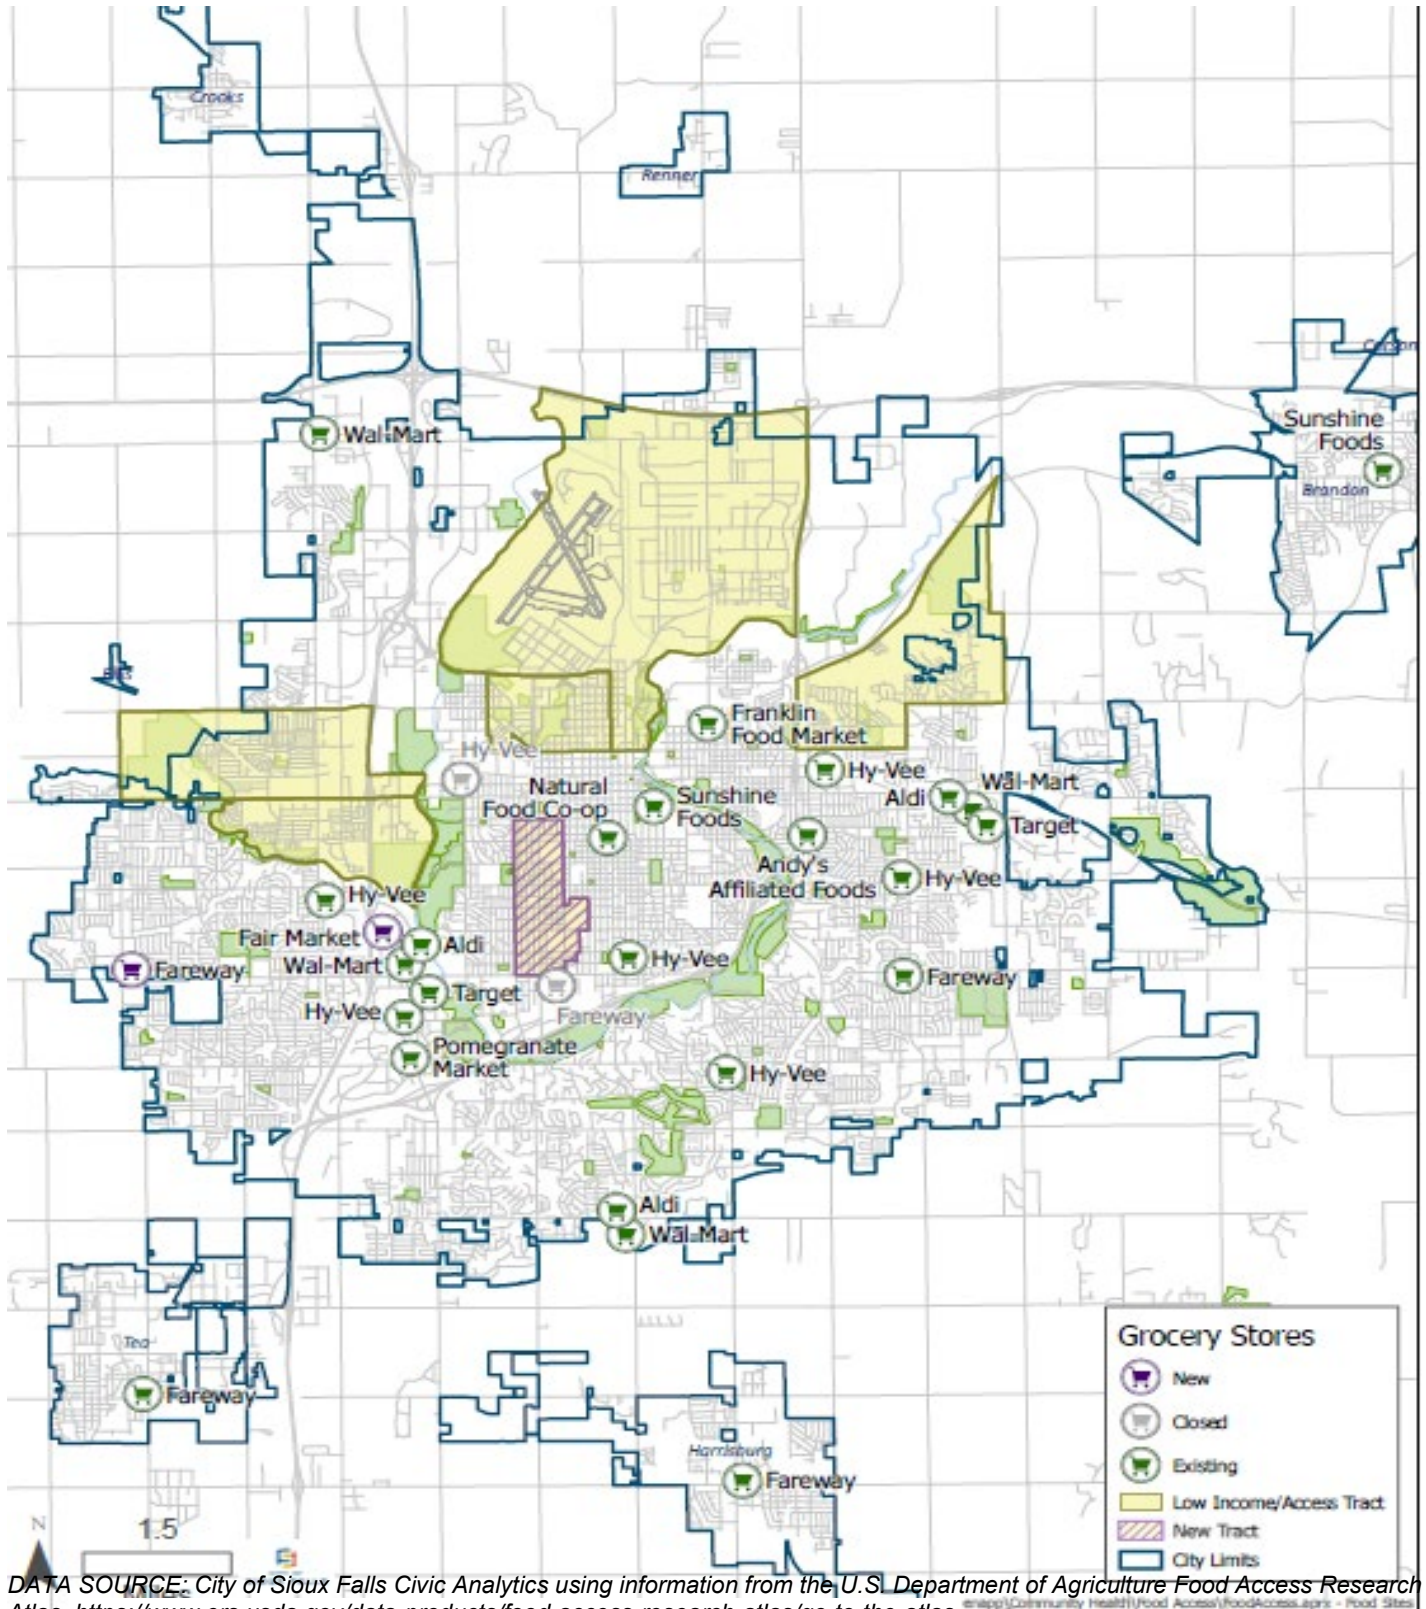 Crooks
Renner
Corson
Sunshine
Foods
Brandon
Wal-Mart
Ellis
Franklin
Food Market
Hy-Vee
Hy-Vee
Natural
Food Co-op
Sunshine
Foods
Aldi
Wal-Mart
Target
Andy's
Affiliated Foods
Hy-Vee
Hy-Vee
Fair Market
Aldi
Wal-Mart
Fareway
Hy-Vee
Fareway
Target
Hy-Vee
Fareway
Pomegranate
Market
Hy-Vee
Aldi
Wal-Mart
Tea
Fareway
Harrisburg
Fareway
Grocery Stores
New
Closed
Existing
Low Income/Access Tract
New Tract
City Limits
N
1.5
DATA SOURCE: City of Sioux Falls Civic Analytics using information from the U.S. Department of Agriculture Food Access Research